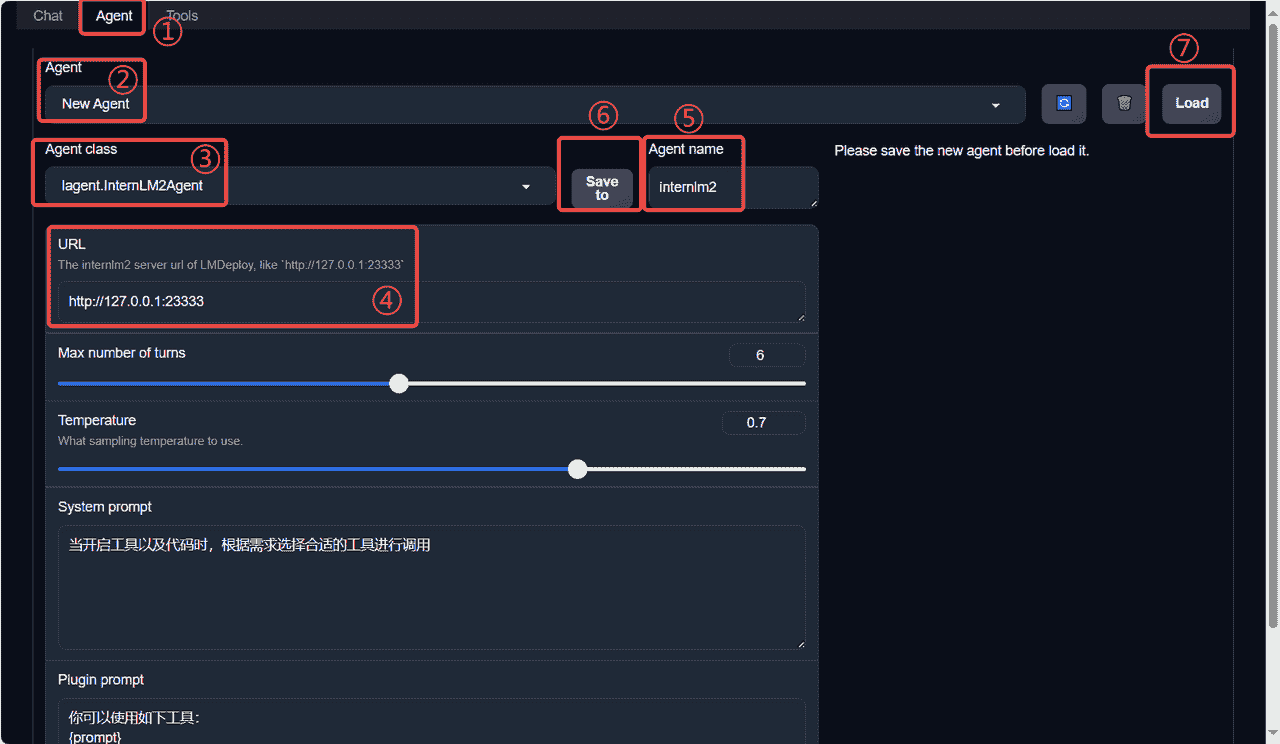 Chat Agent Tools
①
⑦
Agent
②
New Agent
Load
⑥
⑤
Agent class
③
Agent name
Please save the new agent before load it.
lagent.InternLM2Agent
Save
to
internlm2
URL
The internlm2 server url of LMDeploy, like `http://127.0.0.1:23333`
http://127.0.0.1:23333
④
Max number of turns
6
Temperature
0.7
What sampling temperature to use.
System prompt
当开启工具以及代码时，根据需求选择合适的工具进行调用
Plugin prompt
你可以使用如下工具：
{prompt}